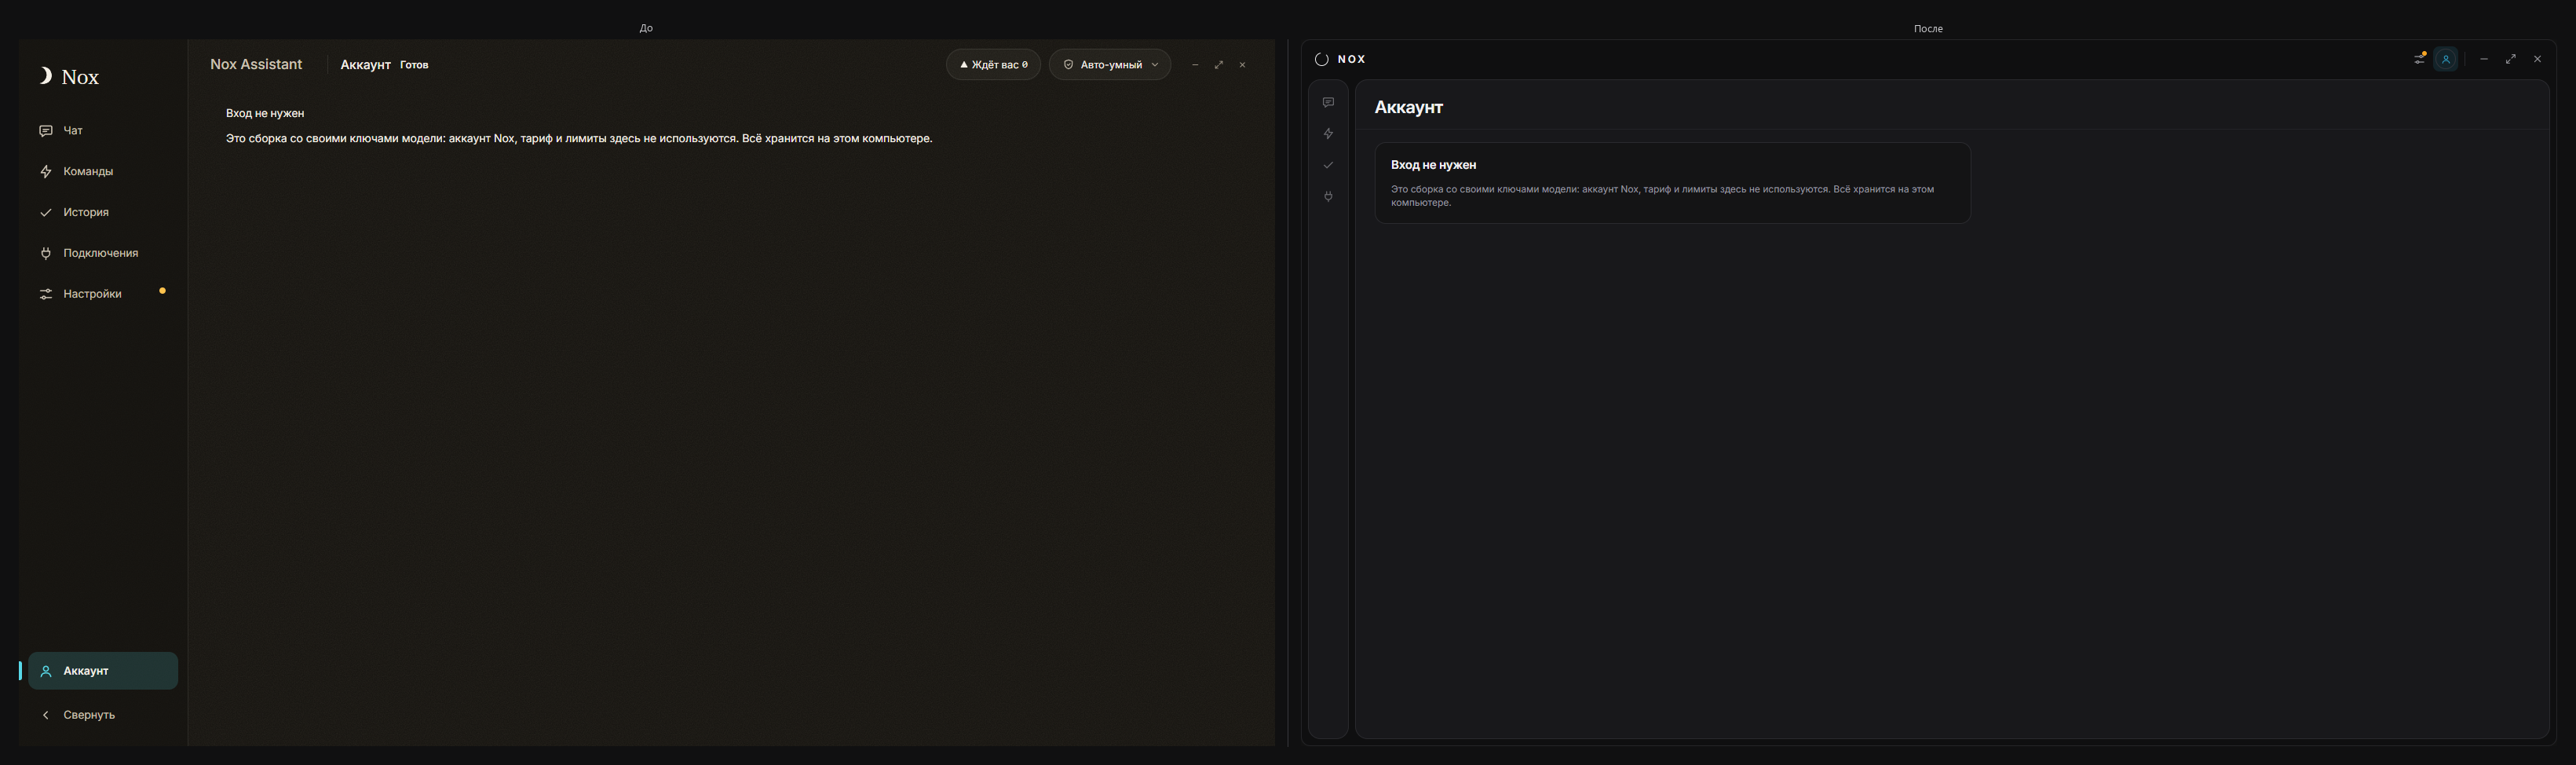 До
Nox
Чат
Команды
История
Подключения
Настройки
Аккаунт
Свернуть
Nox Assistant
Аккаунт Готов
Ждёт вас 0
Авто-умный
Вход не нужен
Это сборка со своими ключами модели: аккаунт Nox, тариф и лимиты здесь не используются. Всё хранится на этом компьютере.
После
NOX
Аккаунт
Вход не нужен
Это сборка со своими ключами модели: аккаунт Nox, тариф и лимиты здесь не используются. Всё хранится на этом
компьютере.